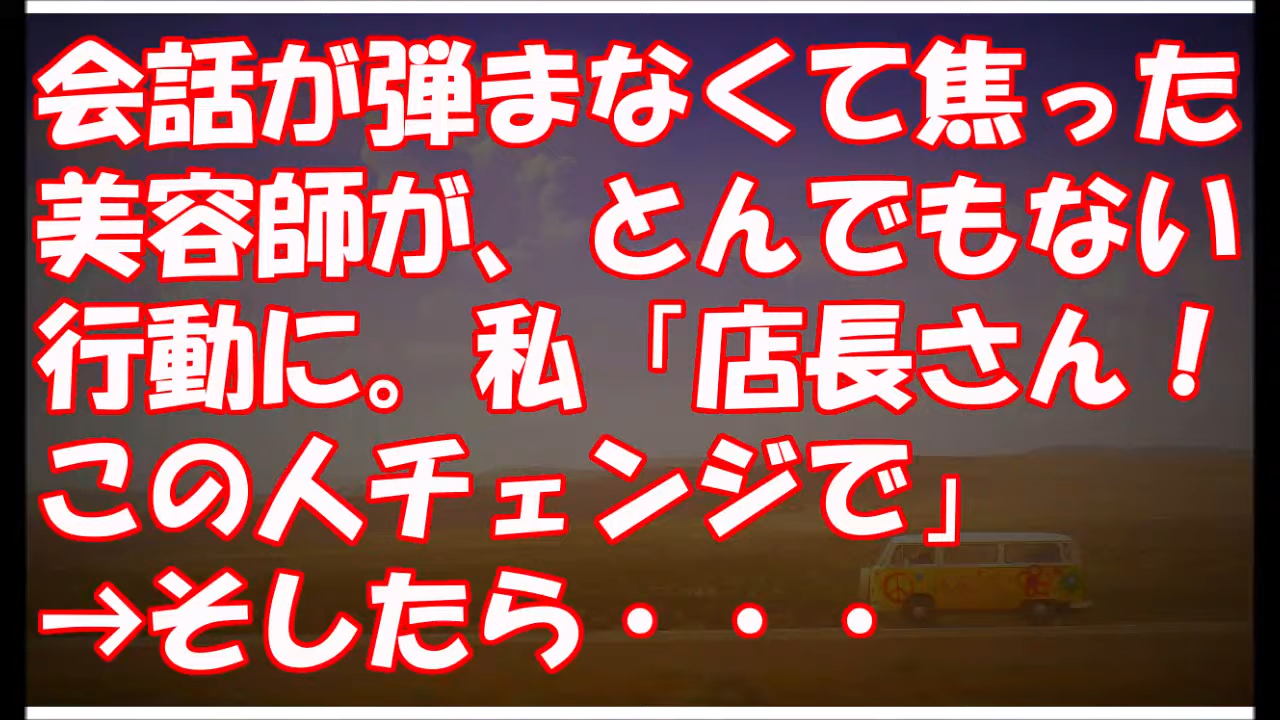 会話が弾まなくて焦った
美容師が、とんでもない
行動に。私「店長さん！
この人チェンジで」
→そしたら・・・